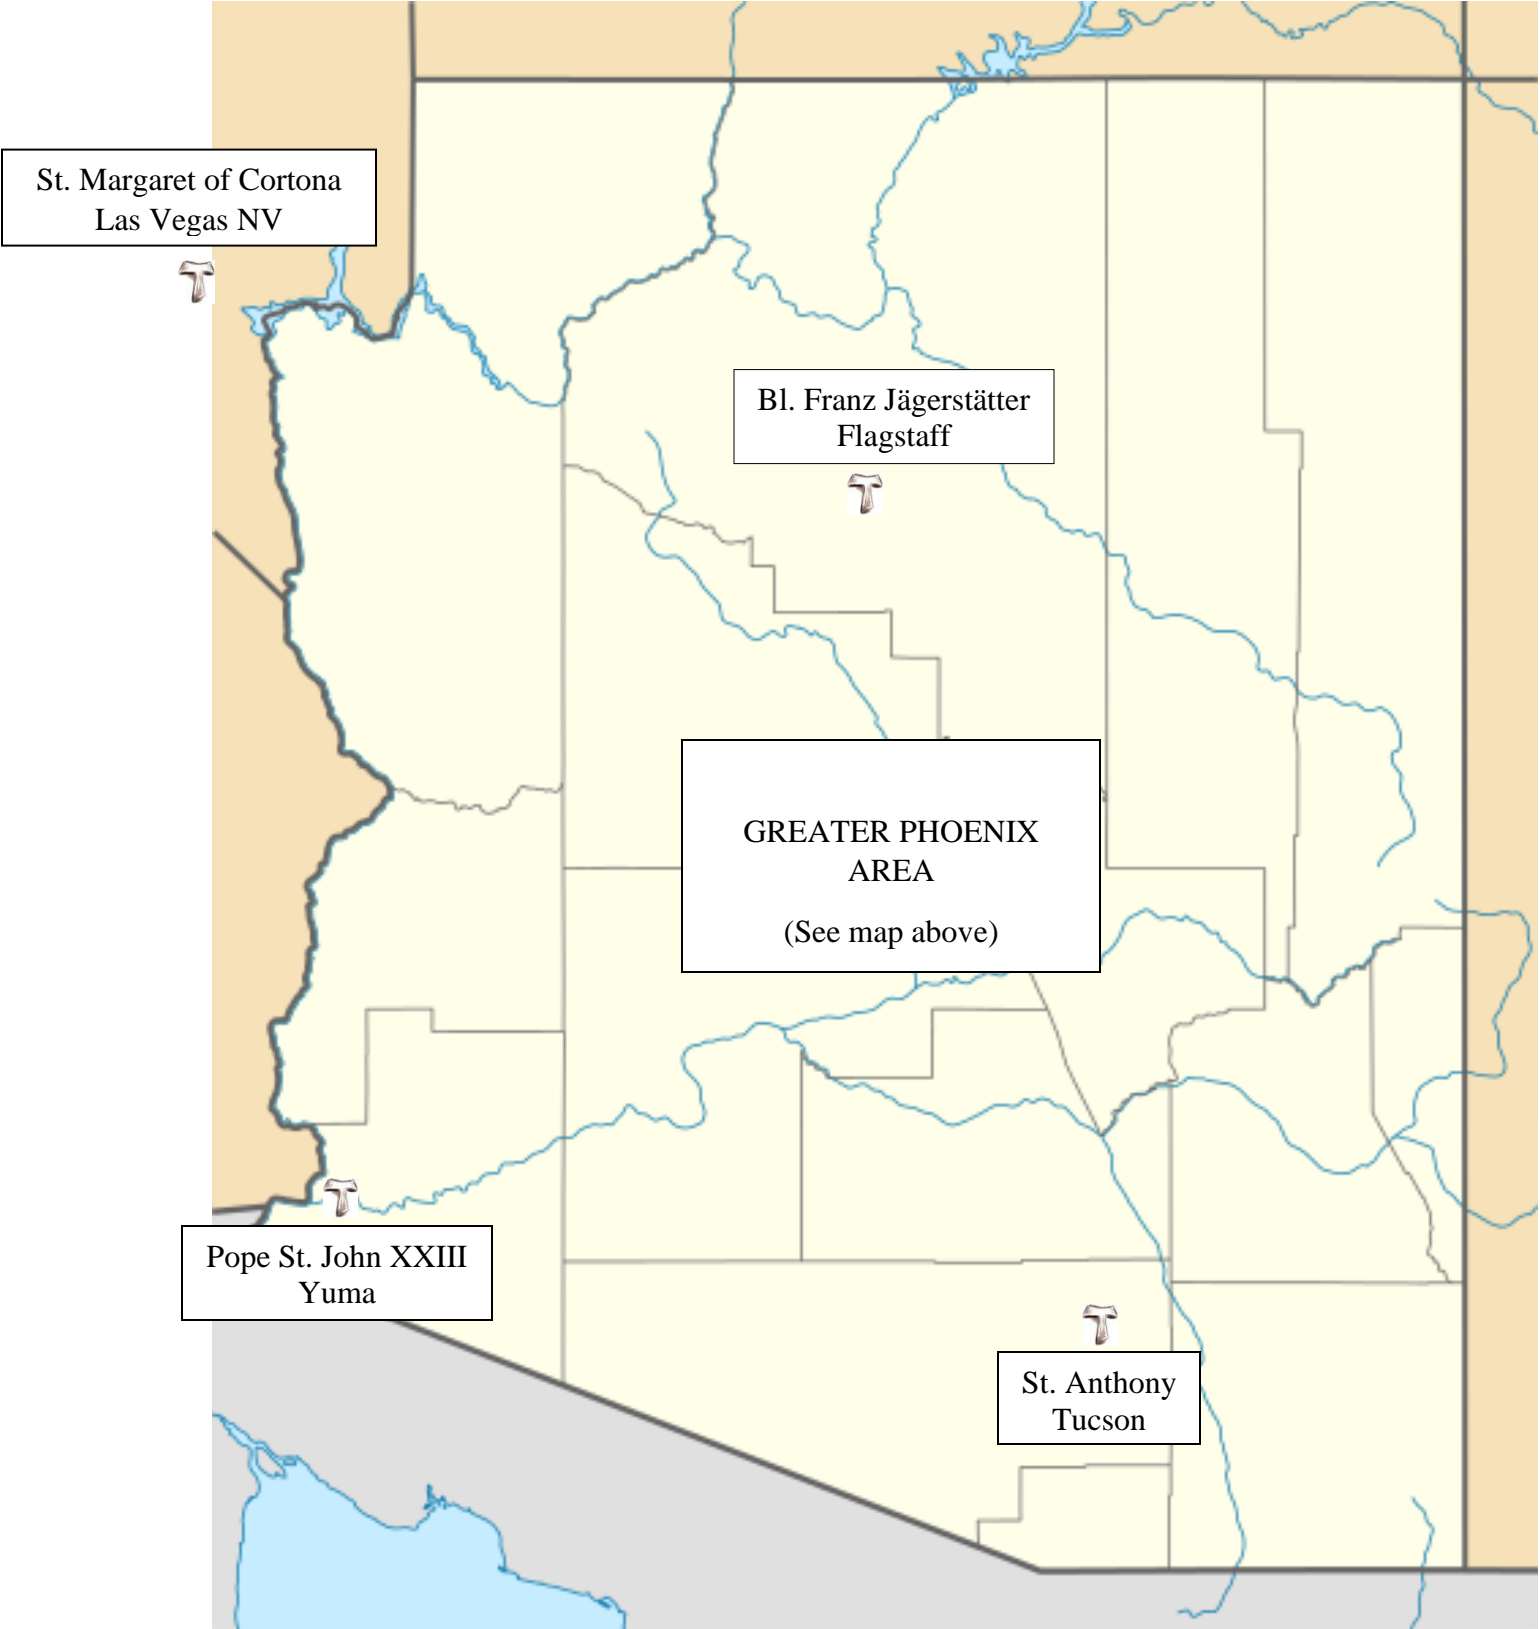 St. Margaret of Cortona
Las Vegas NV
Bl. Franz Jägerstätter
Flagstaff
GREATER PHOENIX
AREA
(See map above)
Pope St. John XXIII
Yuma
St. Anthony
Tucson